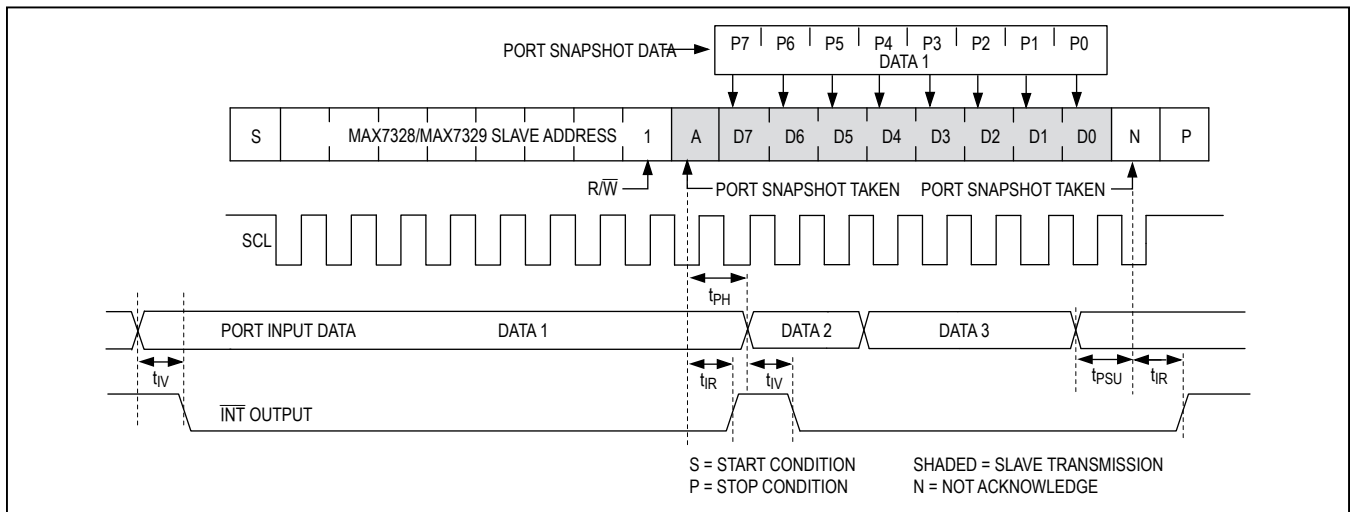 PORT SNAPSHOT DATA P7 P6 P5 P4 P3 P2 P1 P0
DATA 1
S MAX7328/MAX7329 SLAVE ADDRESS 1 A D7 D6 D5 D4 D3 D2 D1 D0 N P
R/W̅ PORT SNAPSHOT TAKEN PORT SNAPSHOT TAKEN
SCL
tPH
PORT INPUT DATA DATA 1 DATA 2 DATA 3
tIV tIR tIV tPSU tIR
I̅N̅T̅ OUTPUT
S = START CONDITION SHADED = SLAVE TRANSMISSION
P = STOP CONDITION N = NOT ACKNOWLEDGE